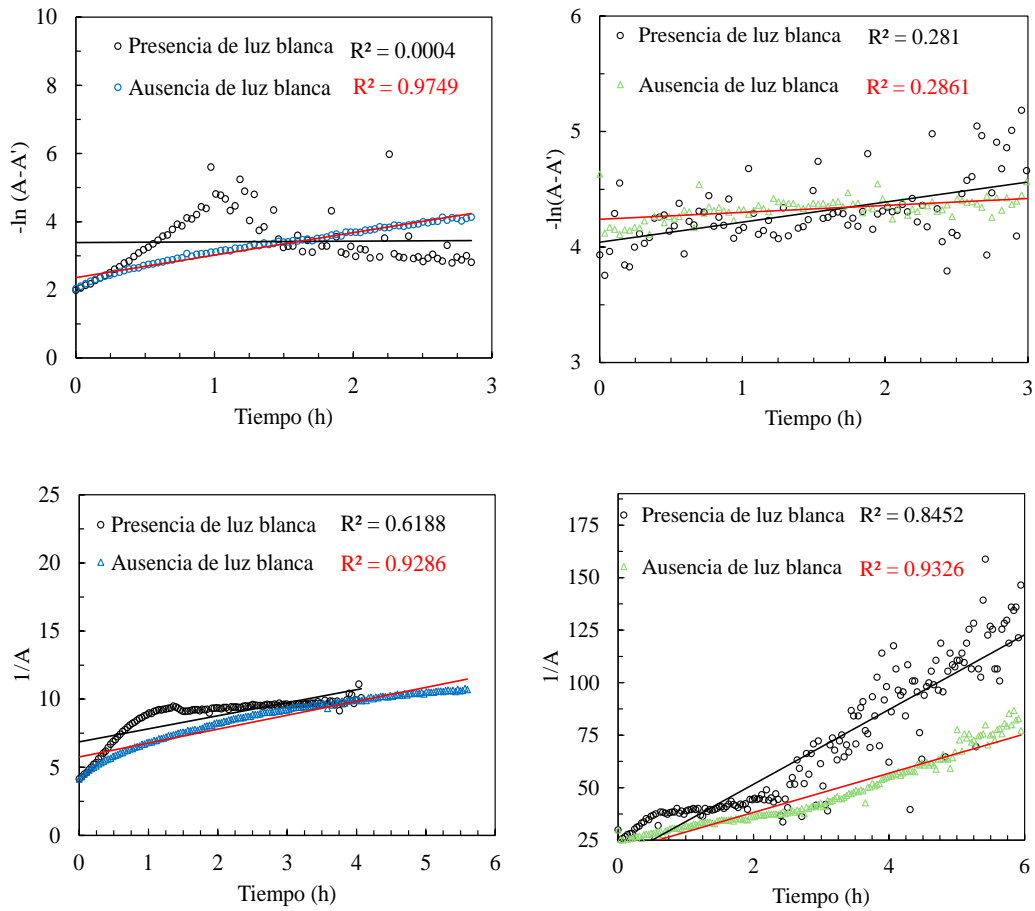 10
8
6
4
2
0
-ln (A-A')
Presencia de luz blanca R² = 0.0004
Ausencia de luz blanca R² = 0.9749
0 1 2 3
Tiempo (h)
6
5
4
3
-ln(A-A')
Presencia de luz blanca R² = 0.281
Ausencia de luz blanca R² = 0.2861
0 1 2 3
Tiempo (h)
25
20
15
10
5
0
1/A
Presencia de luz blanca R² = 0.6188
Ausencia de luz blanca R² = 0.9286
0 1 2 3 4 5 6
Tiempo (h)
175
150
125
100
75
50
25
1/A
Presencia de luz blanca R² = 0.8452
Ausencia de luz blanca R² = 0.9326
0 2 4 6
Tiempo (h)